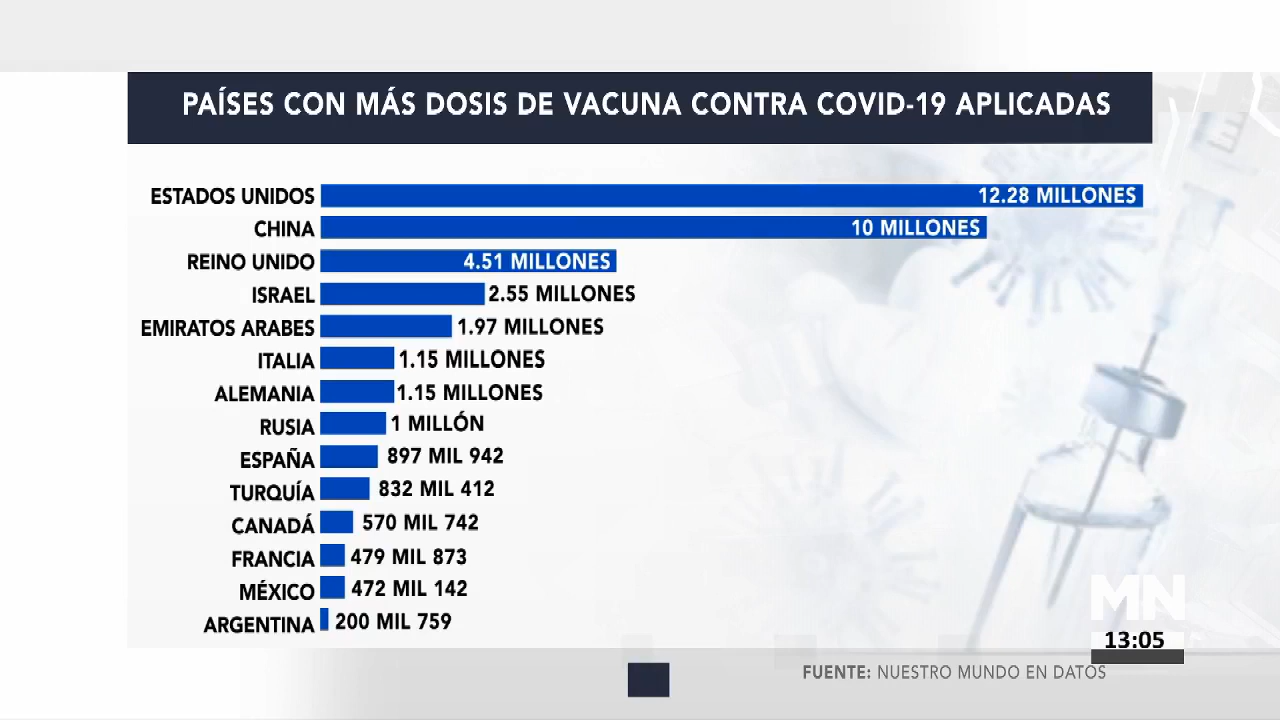 PAÍSES CON MÁS DOSIS DE VACUNA CONTRA COVID-19 APLICADAS
ESTADOS UNIDOS 12.28 MILLONES
CHINA 10 MILLONES
REINO UNIDO 4.51 MILLONES
ISRAEL 2.55 MILLONES
EMIRATOS ARABES 1.97 MILLONES
ITALIA 1.15 MILLONES
ALEMANIA 1.15 MILLONES
RUSIA 1 MILLÓN
ESPAÑA 897 MIL 942
TURQUÍA 832 MIL 412
CANADÁ 570 MIL 742
FRANCIA 479 MIL 873
MÉXICO 472 MIL 142
ARGENTINA 200 MIL 759
MN
13:05
FUENTE: NUESTRO MUNDO EN DATOS